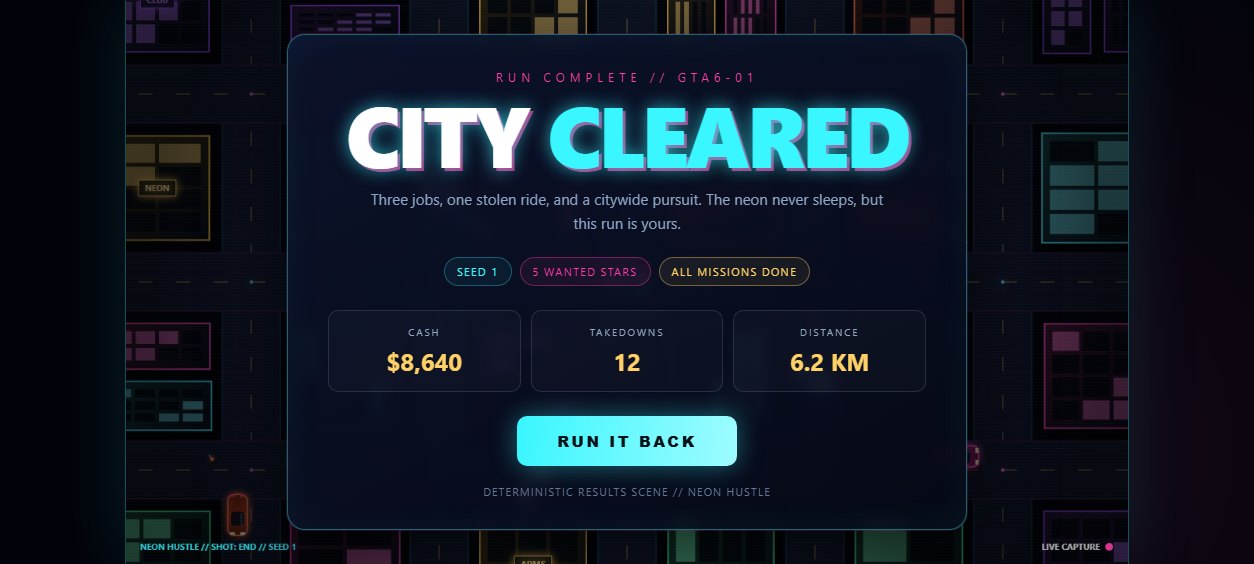 CLUB
RUN COMPLETE // GTA6-01
CITY CLEARED
NEON
Three jobs, one stolen ride, and a citywide pursuit. The neon never sleeps, but
this run is yours.
SEED 1
5 WANTED STARS
ALL MISSIONS DONE
CASH
TAKEDOWNS
DISTANCE
$8,640
12
6.2 KM
RUN IT BACK
DETERMINISTIC RESULTS SCENE // NEON HUSTLE
NEON HUSTLE // SHOT: END // SEED 1
LIVE CAPTURE
ARMS